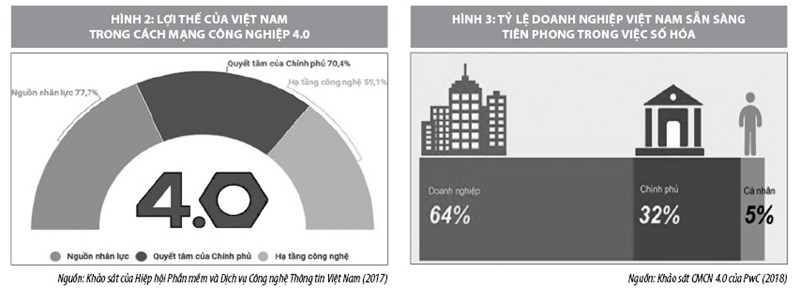 HÌNH 2: LỢI THẾ CỦA VIỆT NAM
TRONG CÁCH MẠNG CÔNG NGHIỆP 4.0
Quyết tâm của Chính phủ 70,4%
Hạ tầng công nghệ 59,1%
Nguồn nhân lực 77,7%
4.0
Nguồn nhân lực
Quyết tâm của Chính phủ
Hạ tầng công nghệ
Nguồn: Khảo sát của Hiệp hội Phần mềm và Dịch vụ Công nghệ Thông tin Việt Nam (2017)
HÌNH 3: TỶ LỆ DOANH NGHIỆP VIỆT NAM SẴN SÀNG
TIÊN PHONG TRONG VIỆC SỐ HÓA
Doanh nghiệp
64%
Chính phủ
32%
Cá nhân
5%
Nguồn: Khảo sát CMCN 4.0 của PwC (2018)